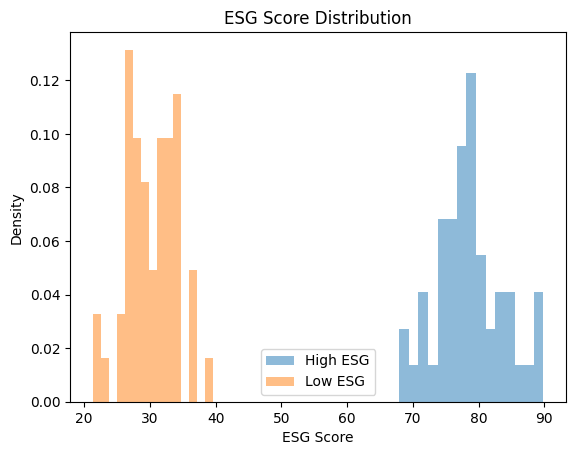 ESG Score Distribution
Density
0.12
0.10
0.08
0.06
0.04
0.02
0.00
High ESG
Low ESG
20 30 40 50 60 70 80 90
ESG Score